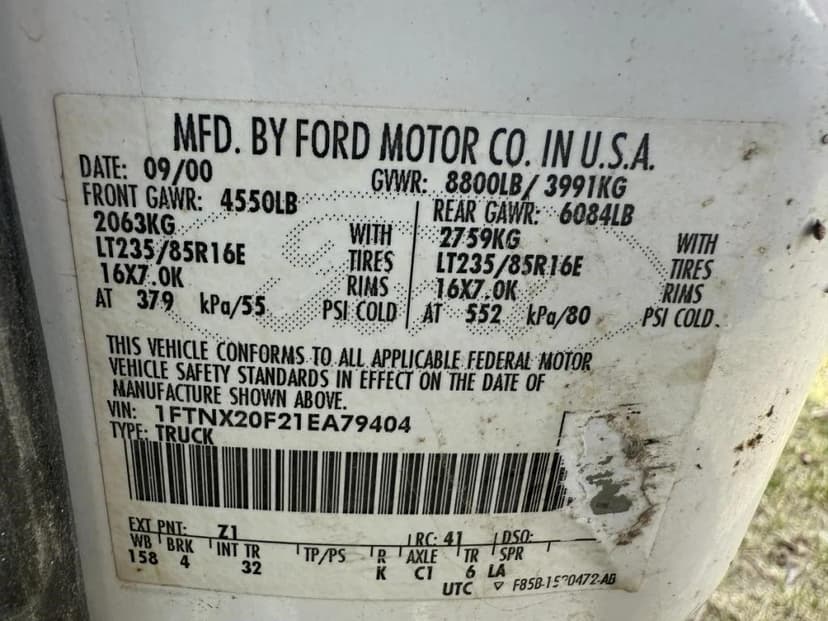 MFD. BY FORD MOTOR CO. IN U.S.A.
DATE: 09/00 GVWR: 8800LB/ 3991KG
FRONT GAWR: 4550LB REAR GAWR: 6084LB
2063KG WITH 2759KG WITH
LT235/85R16E TIRES LT235/85R16E TIRES
16X7.0K RIMS 16X7.0K RIMS
AT 379 kPa/55 PSI COLD AT 552 kPa/80 PSI COLD.
THIS VEHICLE CONFORMS TO ALL APPLICABLE FEDERAL MOTOR
VEHICLE SAFETY STANDARDS IN EFFECT ON THE DATE OF
MANUFACTURE SHOWN ABOVE.
VIN: 1FTNX20F21EA79404
TYPE: TRUCK
EXT PNT: Z1 RC: 41 DSO:
WB BRK INT TR TP/PS R AXLE TR SPR
158 4 32 K C1 6 LA
UTC